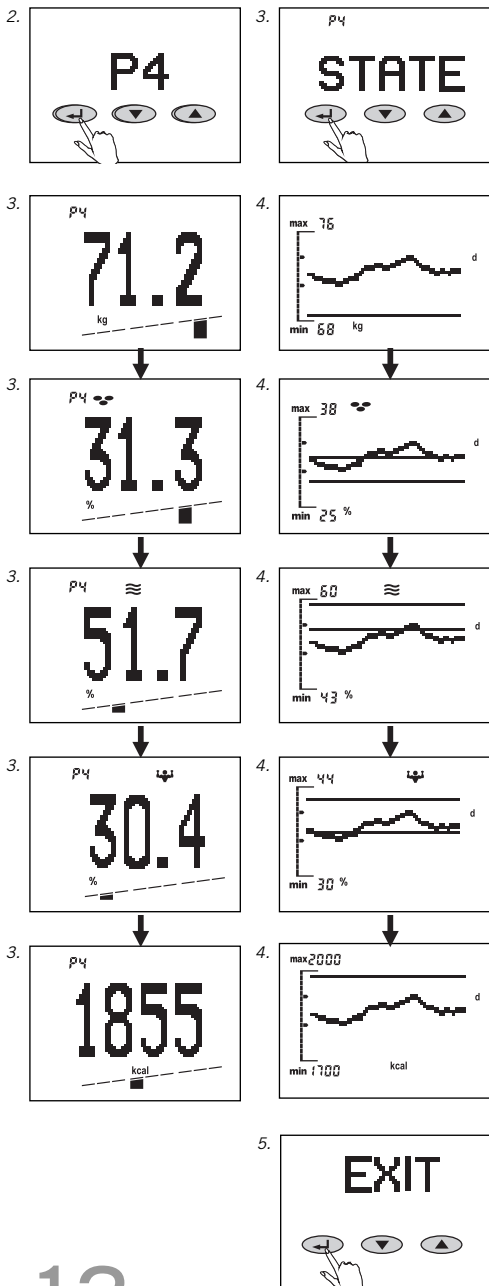 2.
P4
3.
P4
STATE
3.
P4
71.2
kg
4.
max 76
d
min 68 kg
3.
P4
31.3
%
4.
max 38
d
min 25 %
3.
P4
51.7
%
4.
max 60
d
min 43 %
3.
P4
30.4
%
4.
max 44
d
min 30 %
3.
P4
1855
kcal
4.
max 2000
d
min 1700 kcal
5.
EXIT